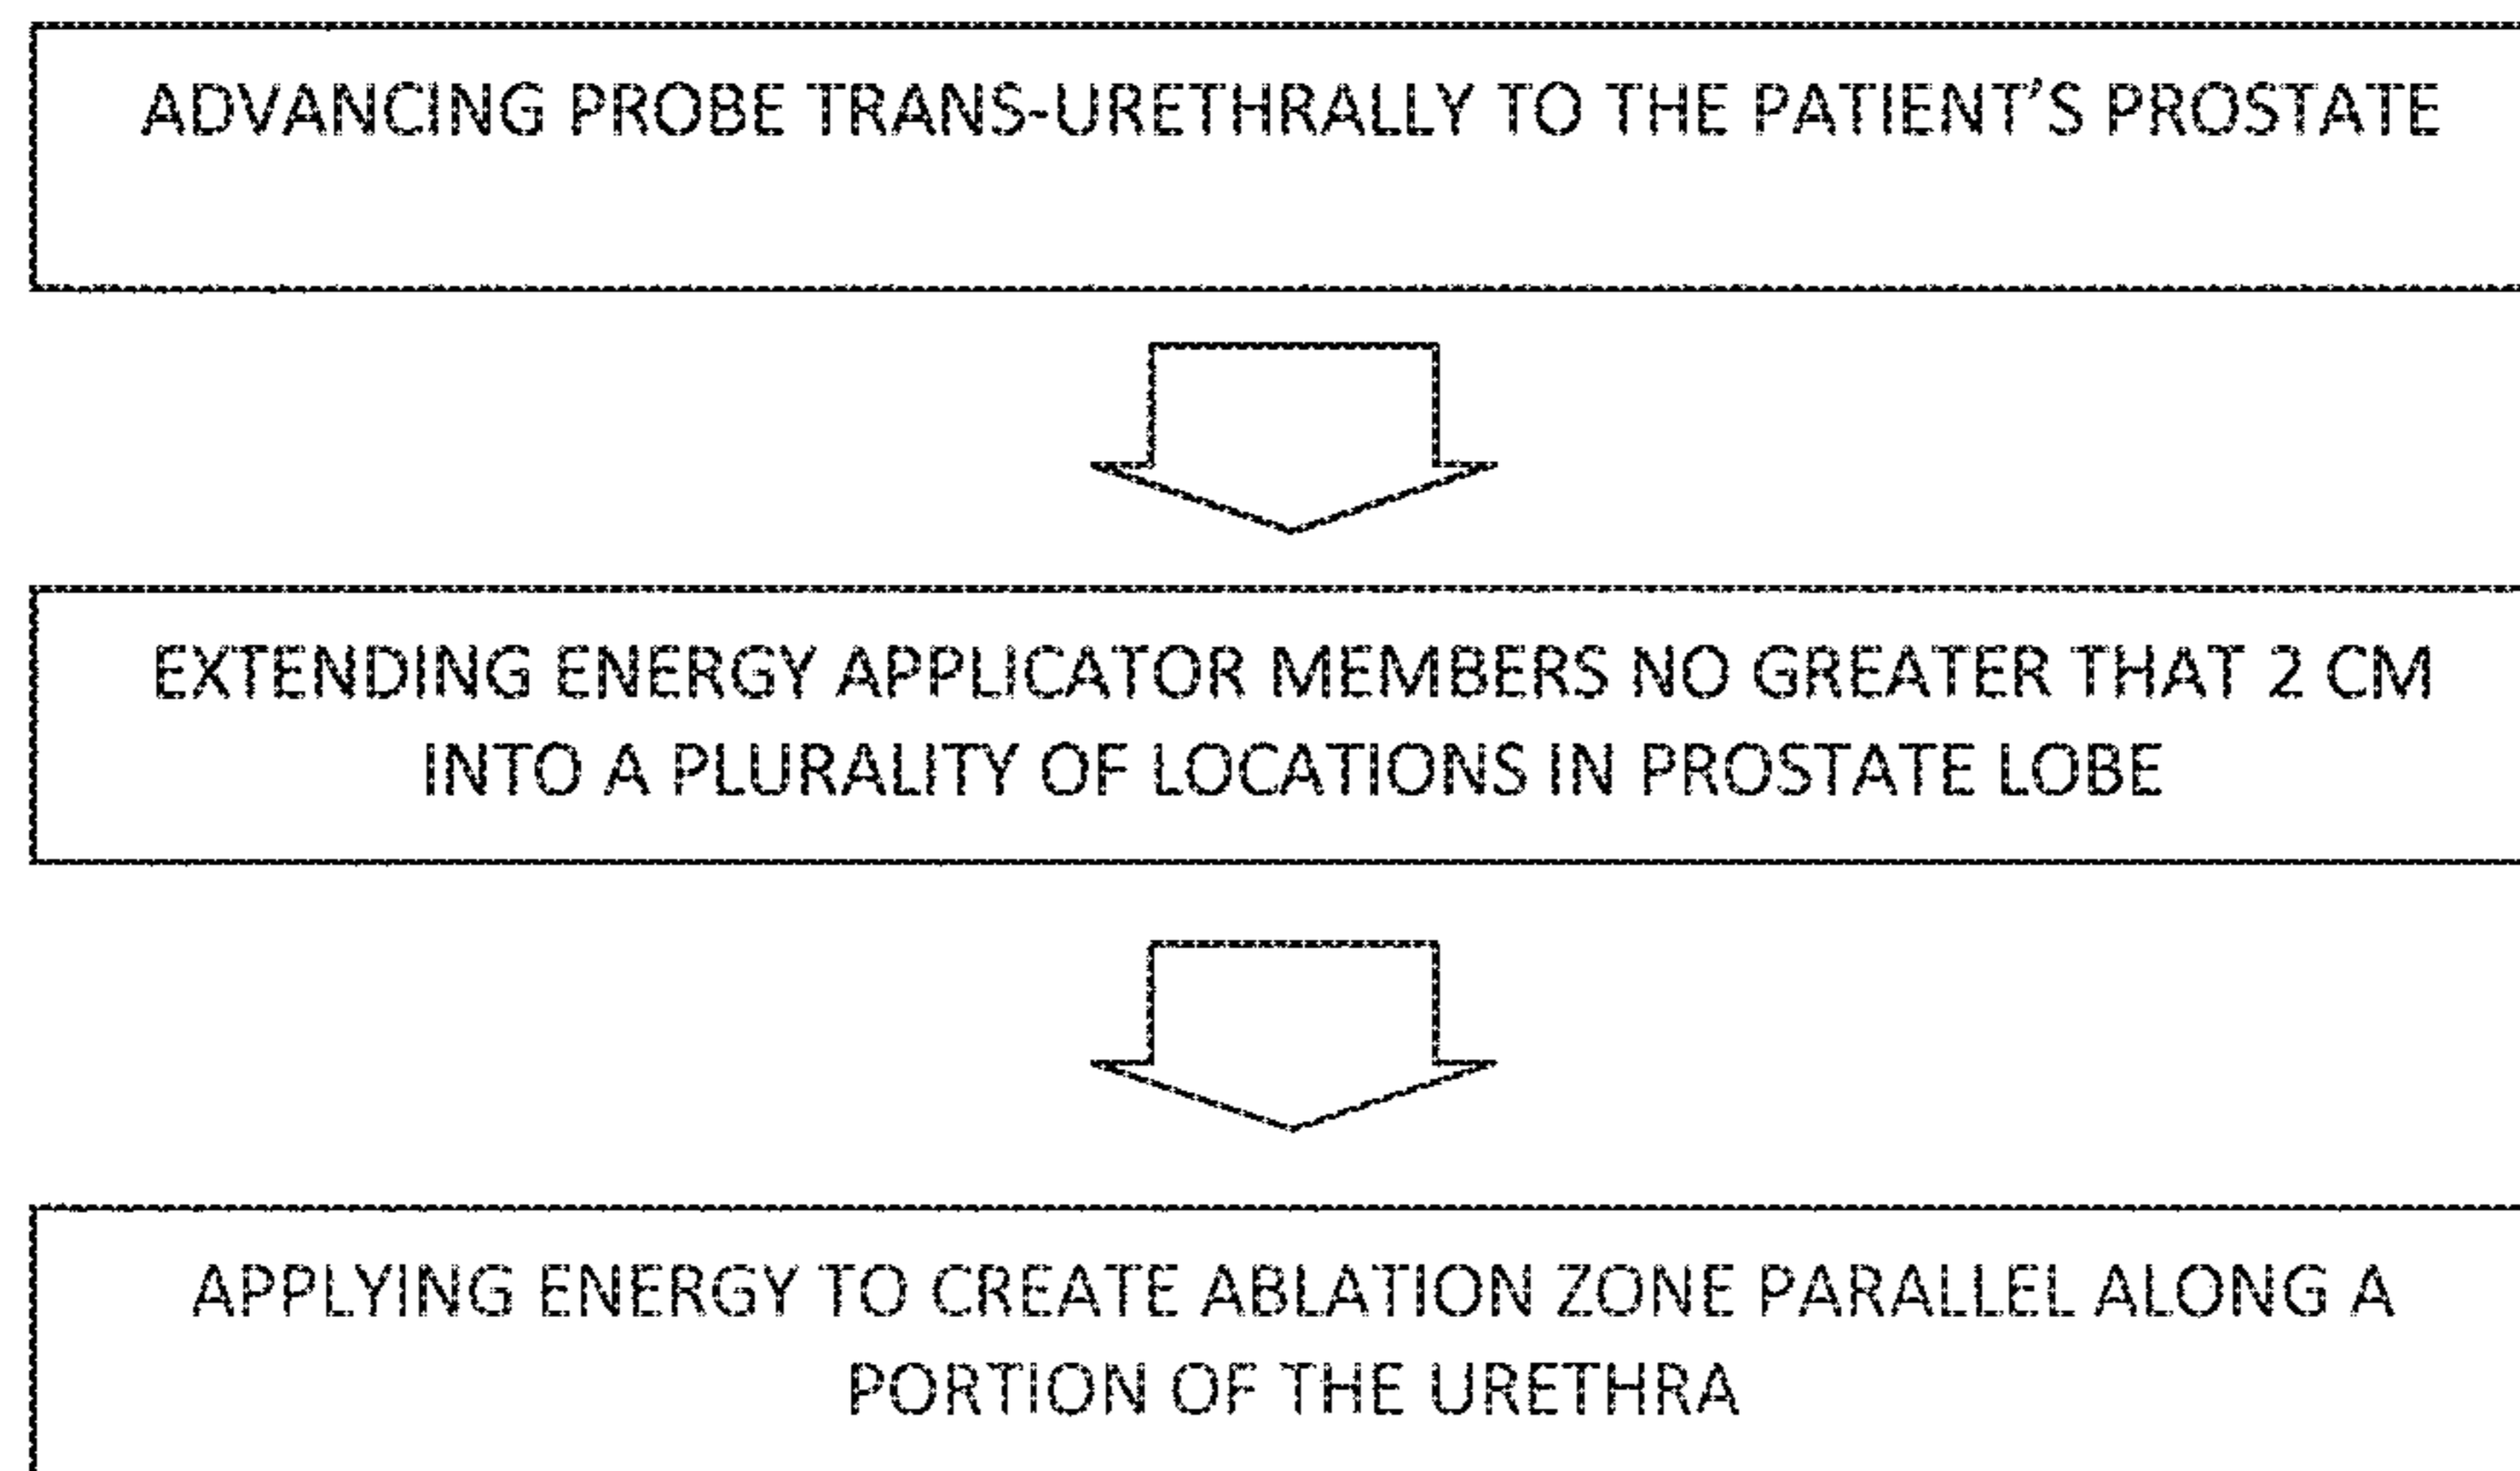 ADVANCING PROBE TRANS-URETHRALLY TO THE PATIENT'S PROSTATE
EXTENDING ENERGY APPLICATOR MEMBERS NO GREATER THAT 2 CM
INTO A PLURALITY OF LOCATIONS IN PROSTATE LOBE
APPLYING ENERGY TO CREATE ABLATION ZONE PARALLEL ALONG A
PORTION OF THE URETHRA